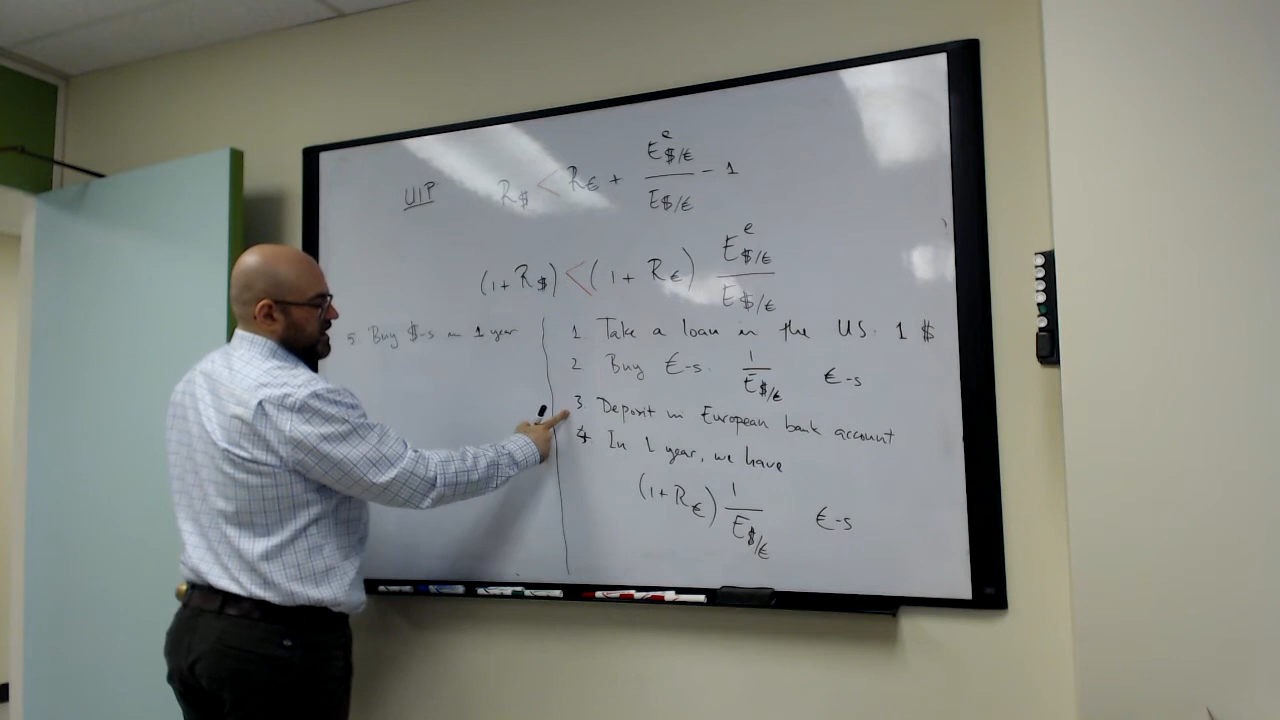 UIP R$ < R€ + E^e$/€ / E$/€ - 1
(1+R$) < (1+R€) E^e$/€ / E$/€
5. Buy $-s in 1 year
1. Take a loan in the US. 1 $
2 Buy €-s. 1/E$/€ €-s
3. Deposit in European bank account
4 In 1 year, we have
(1+R€) 1/E$/€ €-s